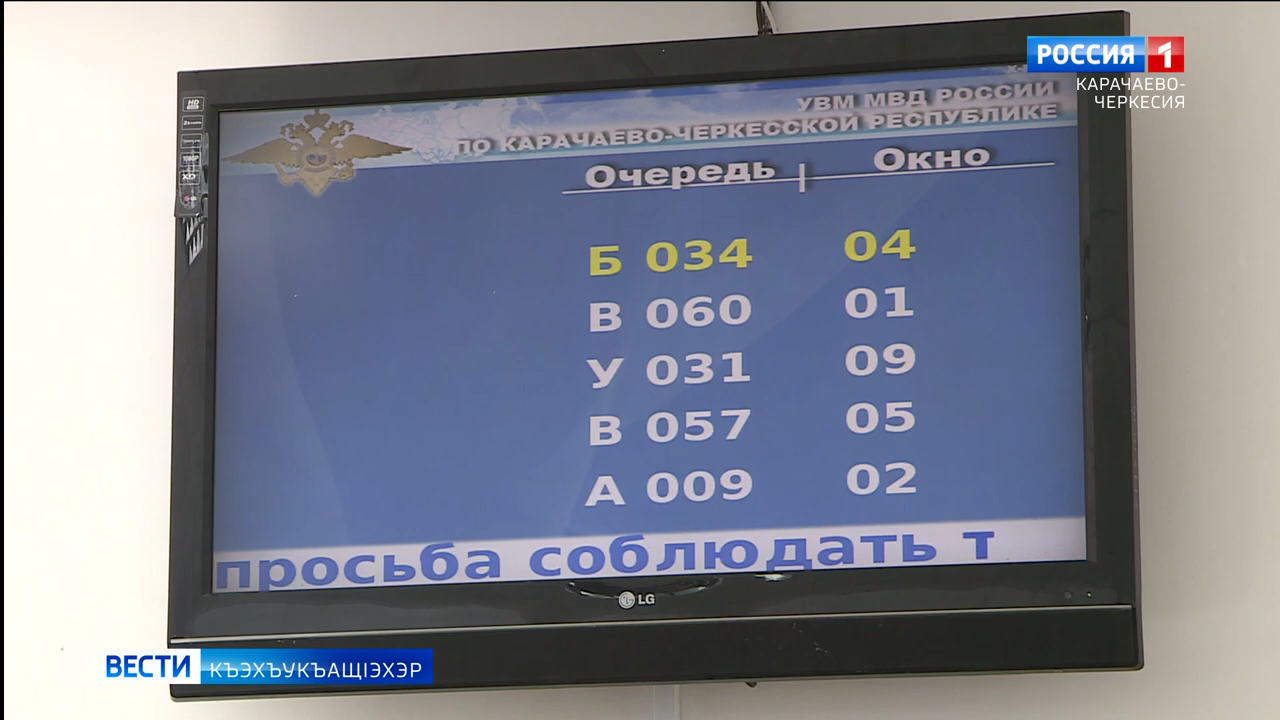 РОССИЯ 1
КАРАЧАЕВО-
ЧЕРКЕСИЯ
УВМ МВД РОССИИ
ПО КАРАЧАЕВО-ЧЕРКЕССКОЙ РЕСПУБЛИКЕ
Очередь | Окно
Б 034 04
В 060 01
У 031 09
В 057 05
А 009 02
просьба соблюдать т
LG
ВЕСТИ КЪЭХЪУКЪАЩІЭХЭР